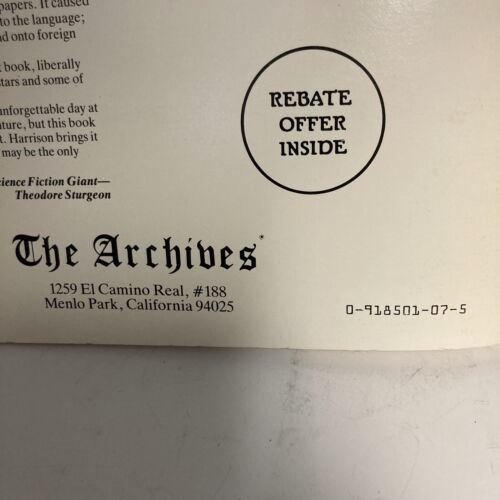 papers. It caused
to the language;
nd onto foreign
book, liberally
stars and some of
unforgettable day at
ture, but this book
t. Harrison brings it
may be the only
cience Fiction Giant—
Theodore Sturgeon
REBATE
OFFER
INSIDE
The Archives
1259 El Camino Real, #188
Menlo Park, California 94025
0-918501-07-5